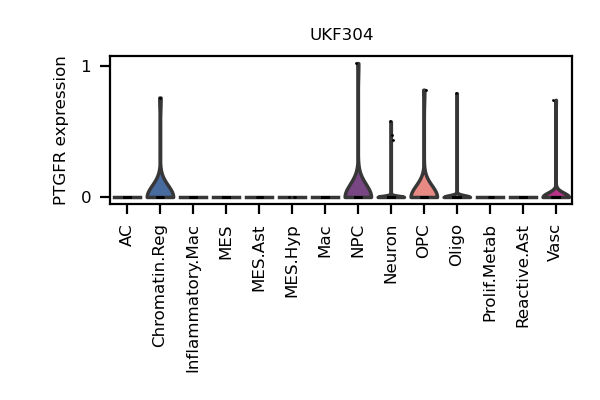 UKF304
PTGFR expression
1
0
AC
Chromatin.Reg
Inflammatory.Mac
MES
MES.Ast
MES.Hyp
Mac
NPC
Neuron
OPC
Oligo
Prolif.Metab
Reactive.Ast
Vasc